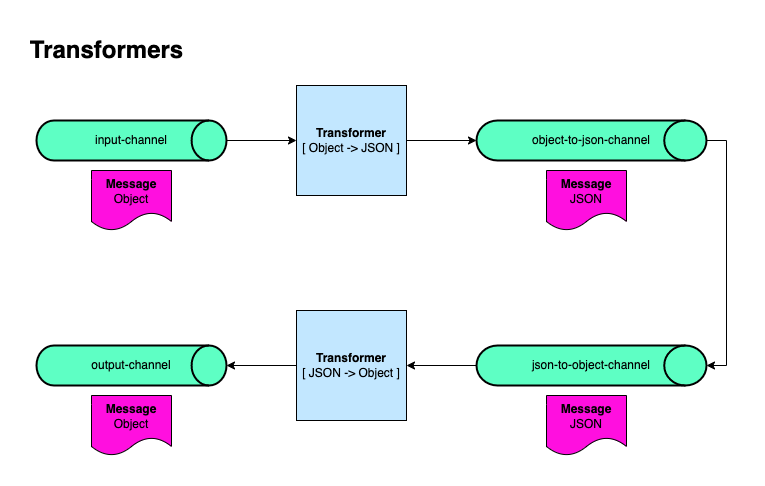 Transformers
input-channel
Transformer
[ Object -> JSON ]
object-to-json-channel
Message
Object
Message
JSON
output-channel
Transformer
[ JSON -> Object ]
json-to-object-channel
Message
Object
Message
JSON